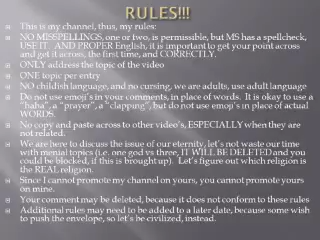 RULES!!!
This is my channel, thus, my rules:
NO MISSPELLINGS, one or two, is permissible, but MS has a spellcheck,
USE IT. AND PROPER English, it is important to get your point across
and get it across, the first time, and CORRECTLY.
ONLY address the topic of the video
ONE topic per entry
NO childish language, and no cursing, we are adults, use adult language
Do not use emoji's in your comments, in place of words. It is okay to use a
"haha", a "prayer", a "clapping", but do not use emoji's in place of actual
WORDS.
No copy and paste across to other video's, ESPECIALLY when they are
not related.
We are here to discuss the issue of our eternity, let's not waste our time
with menial topics (i.e. one god vs three, IT WILL BE DELETED and you
could be blocked, if this is brought up). Let's figure out which religion is
the REAL religion.
Since I cannot promote my channel on yours, you cannot promote yours
on mine.
Your comment may be deleted, because it does not conform to these rules
Additional rules may need to be added to a later date, because some wish
to push the envelope, so let's be civilized, instead.